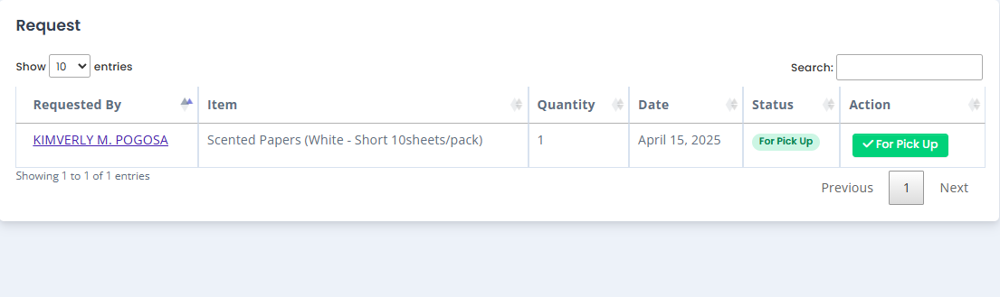 Request
Show 10 entries
Search:
Requested By Item Quantity Date Status Action
KIMVERLY M. POGOSA Scented Papers (White - Short 10sheets/pack) 1 April 15, 2025 For Pick Up For Pick Up
Showing 1 to 1 of 1 entries
Previous 1 Next